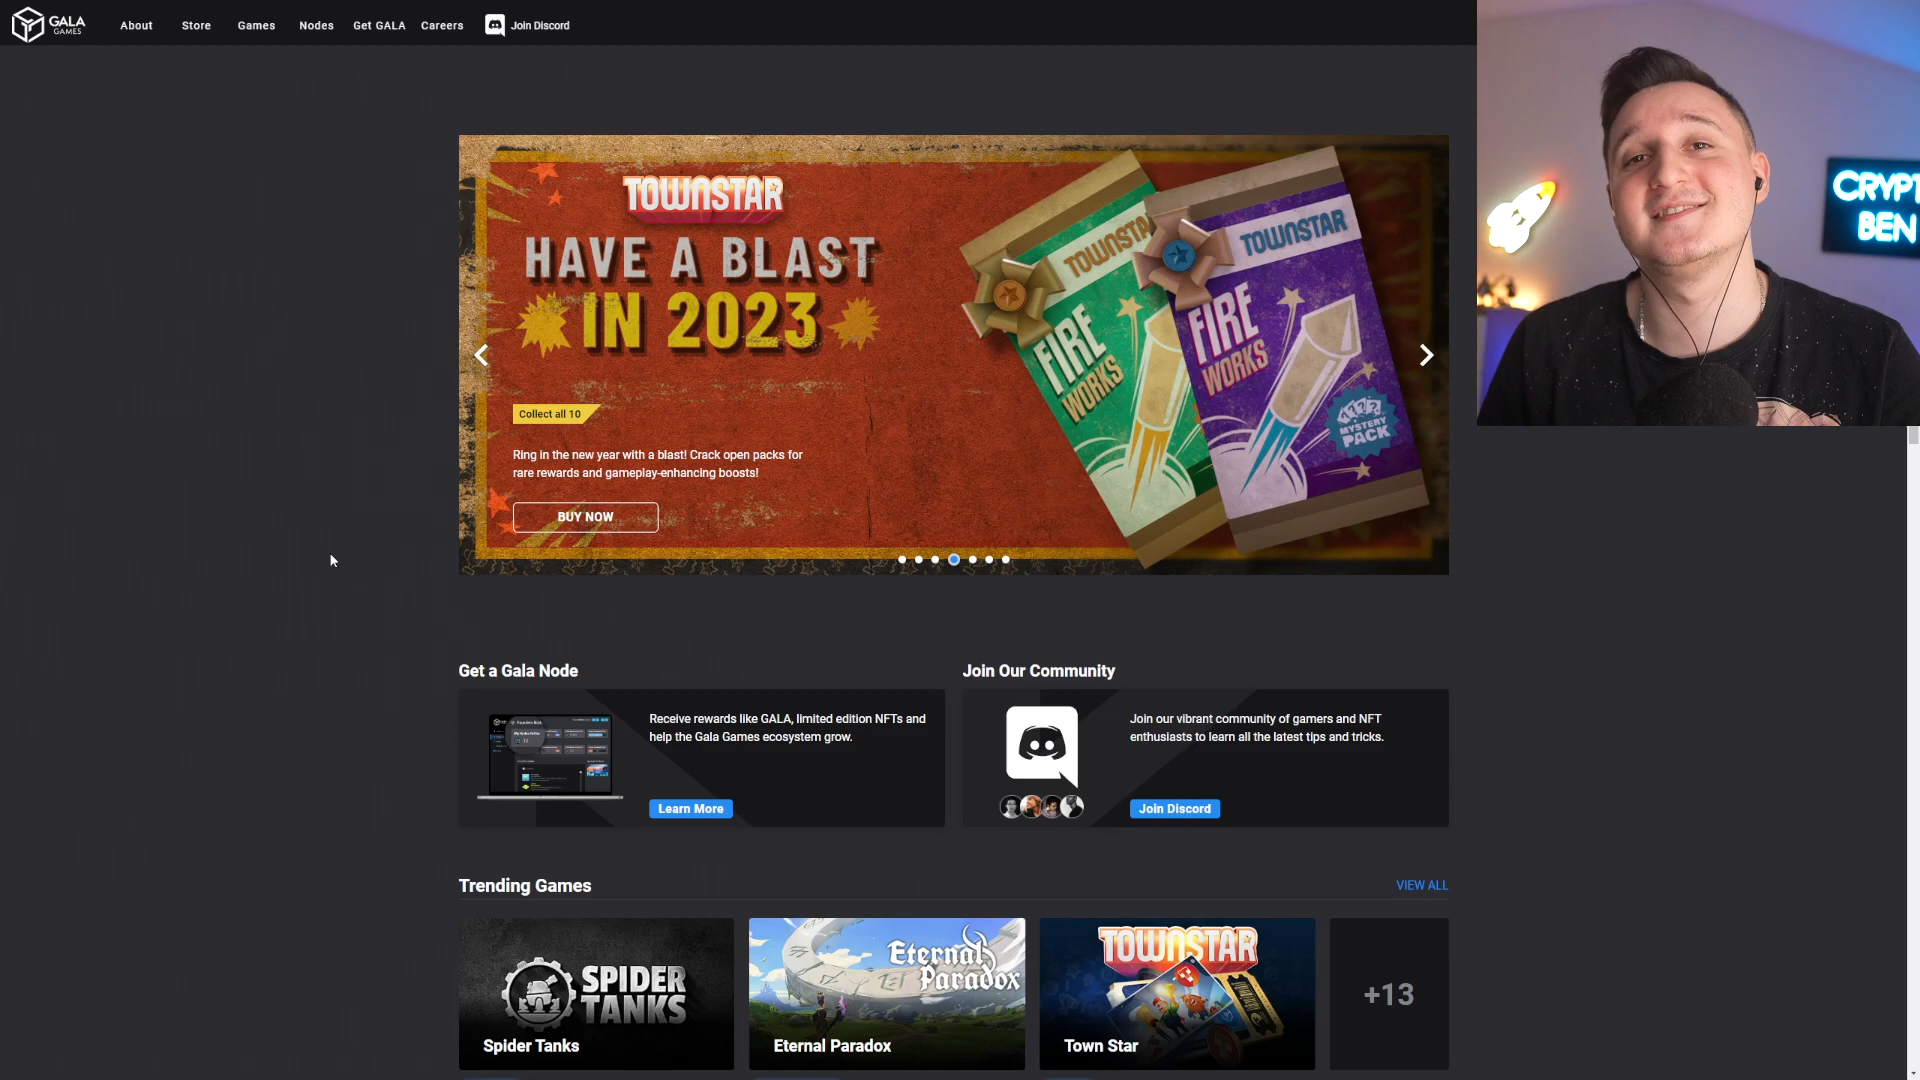 GALA
GAMES
About
Store
Games
Nodes
Get GALA
Careers
Join Discord
CRYPT
BEN
TOWNSTAR
HAVE A BLAST
IN 2023
Collect all 10
Ring in the new year with a blast! Crack open packs for
rare rewards and gameplay-enhancing boosts!
BUY NOW
TOWNSTA
FIRE
WORKS
TOWNSTAR
FIRE
WORKS
MYSTERY
PACK
Get a Gala Node
Receive rewards like GALA, limited edition NFTs and
help the Gala Games ecosystem grow.
Learn More
Join Our Community
Join our vibrant community of gamers and NFT
enthusiasts to learn all the latest tips and tricks.
Join Discord
Trending Games
VIEW ALL
SPIDER
TANKS
Spider Tanks
Eternal
Paradox
Eternal Paradox
TOWNSTAR
Town Star
+13